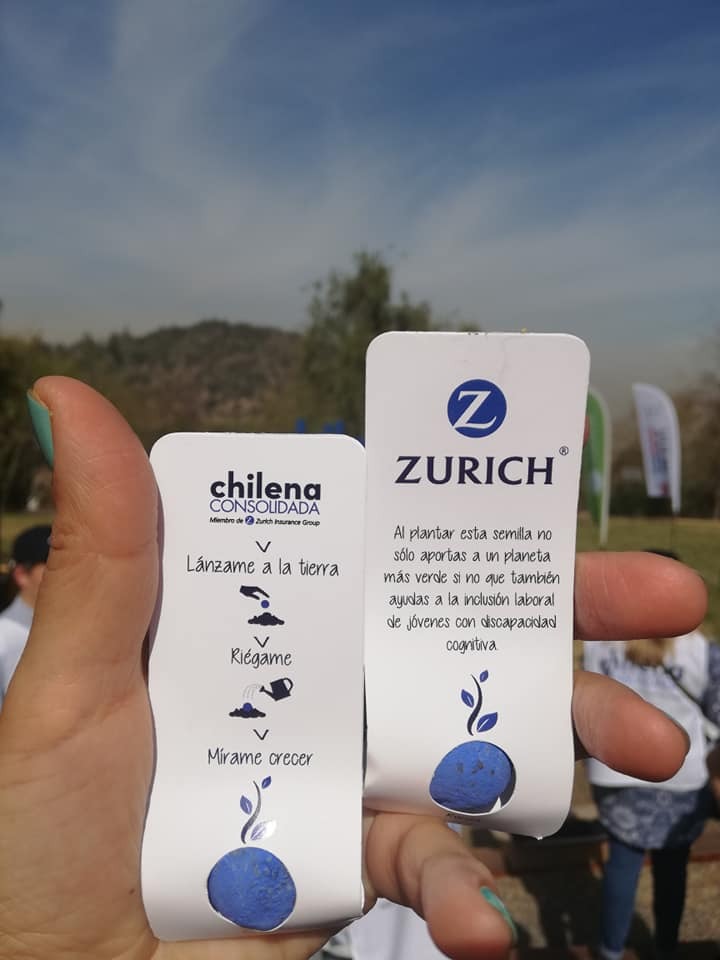 chilena
CONSOLIDADA
Miembro de Z Zurich Insurance Group
Lánzame a la tierra
Riégame
Mírame crecer
Z
ZURICH®
Al plantar esta semilla no
sólo aportas a un planeta
más verde si no que también
ayudas a la inclusión laboral
de jóvenes con discapacidad
cognitiva.
chilena